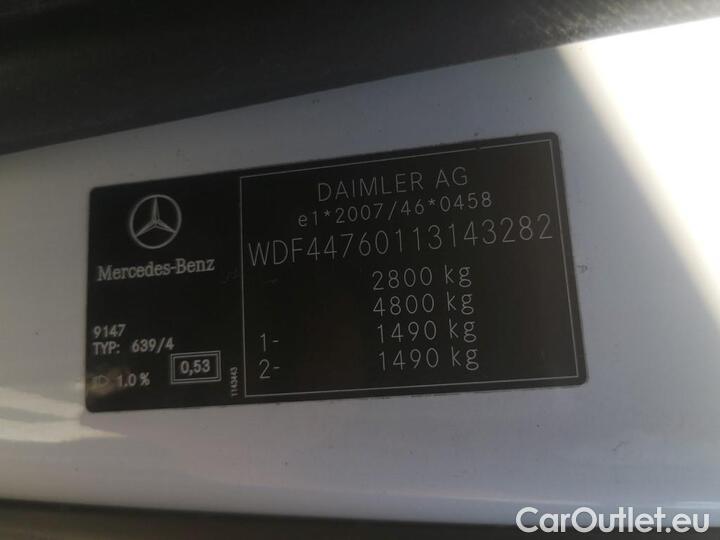 DAIMLER AG
e1*2007/46*0458
WDF44760113143282
2800 kg
4800 kg
1- 1490 kg
2- 1490 kg
Mercedes-Benz
9147
TYP: 639/4
1.0 % 0,53
1143443
CarOutlet.eu